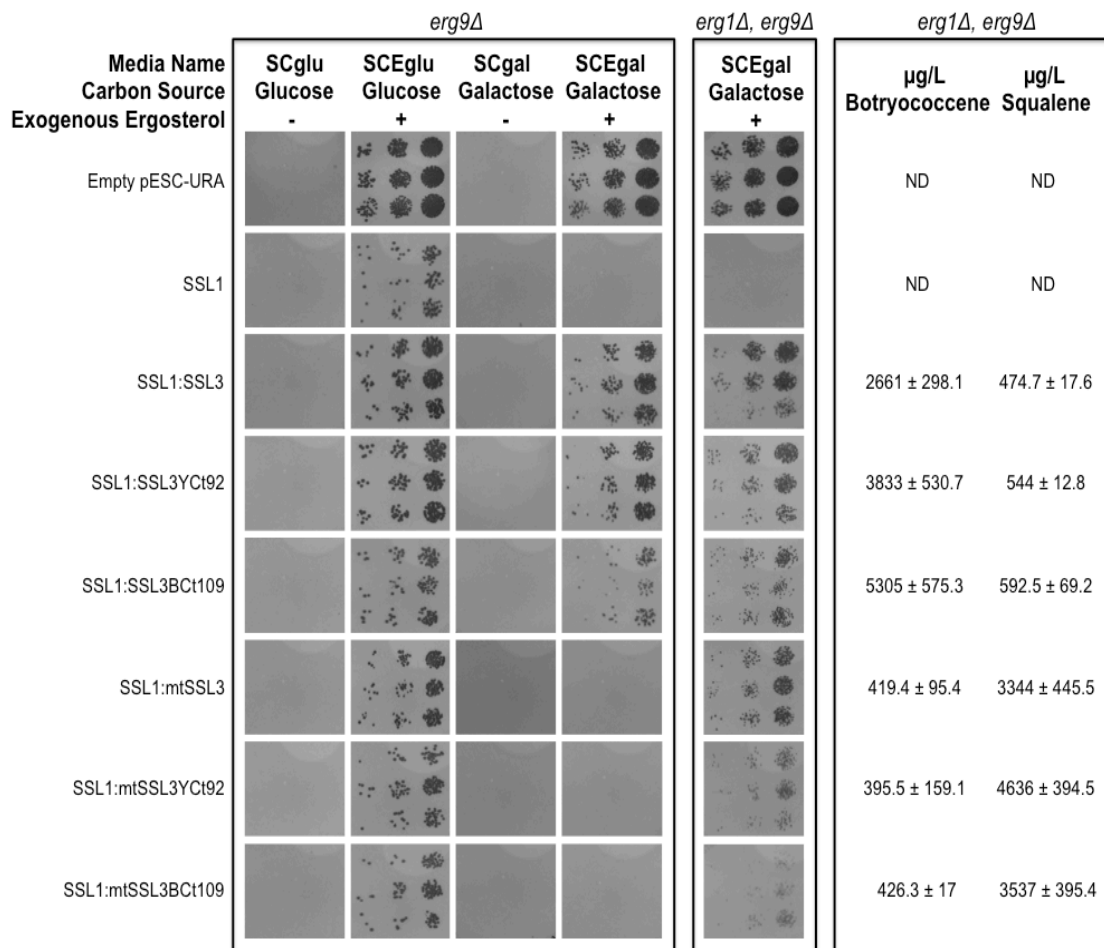 erg9Δ erg1Δ, erg9Δ erg1Δ, erg9Δ
Media Name SCglu SCEglu SCgal SCEgal SCEgal µg/L µg/L
Carbon Source Glucose Glucose Galactose Galactose Galactose Botryococcene Squalene
Exogenous Ergosterol - + - + +
Empty pESC-URA ND ND
SSL1 ND ND
SSL1:SSL3 2661 ± 298.1 474.7 ± 17.6
SSL1:SSL3YCt92 3833 ± 530.7 544 ± 12.8
SSL1:SSL3BCt109 5305 ± 575.3 592.5 ± 69.2
SSL1:mtSSL3 419.4 ± 95.4 3344 ± 445.5
SSL1:mtSSL3YCt92 395.5 ± 159.1 4636 ± 394.5
SSL1:mtSSL3BCt109 426.3 ± 17 3537 ± 395.4